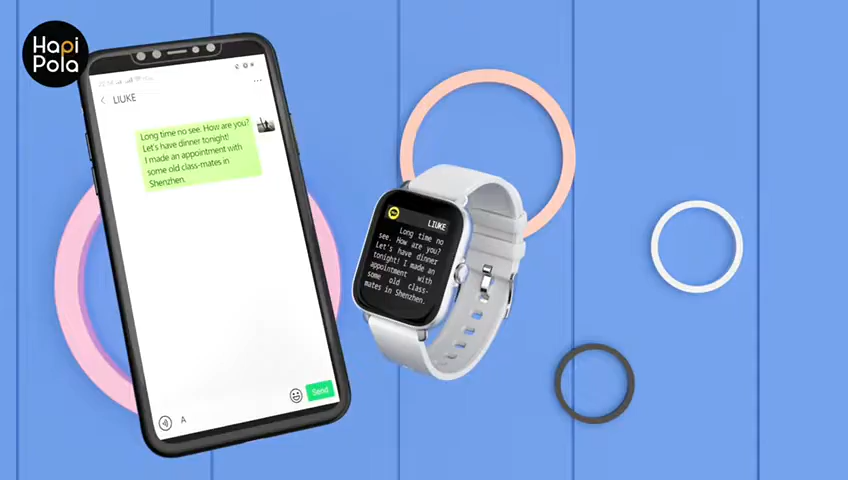 Hapi
Pola
LIUKE
Long time no see. How are you?
Let's have dinner tonight!
I made an appointment with
some old class-mates in
Shenzhen.
A
Send
LIUKE
Long time no
see. How are you?
Let's have dinner
tonight! I made an
appointment with
some old class-
mates in Shenzhen.